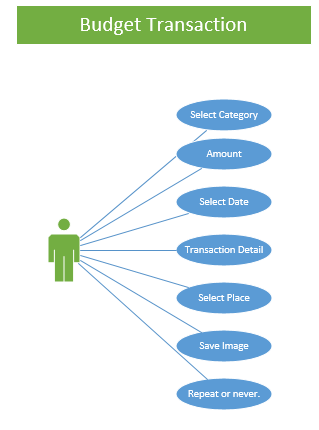 Budget Transaction
Select Category
Amount
Select Date
Transaction Detail
Select Place
Save Image
Repeat or never.